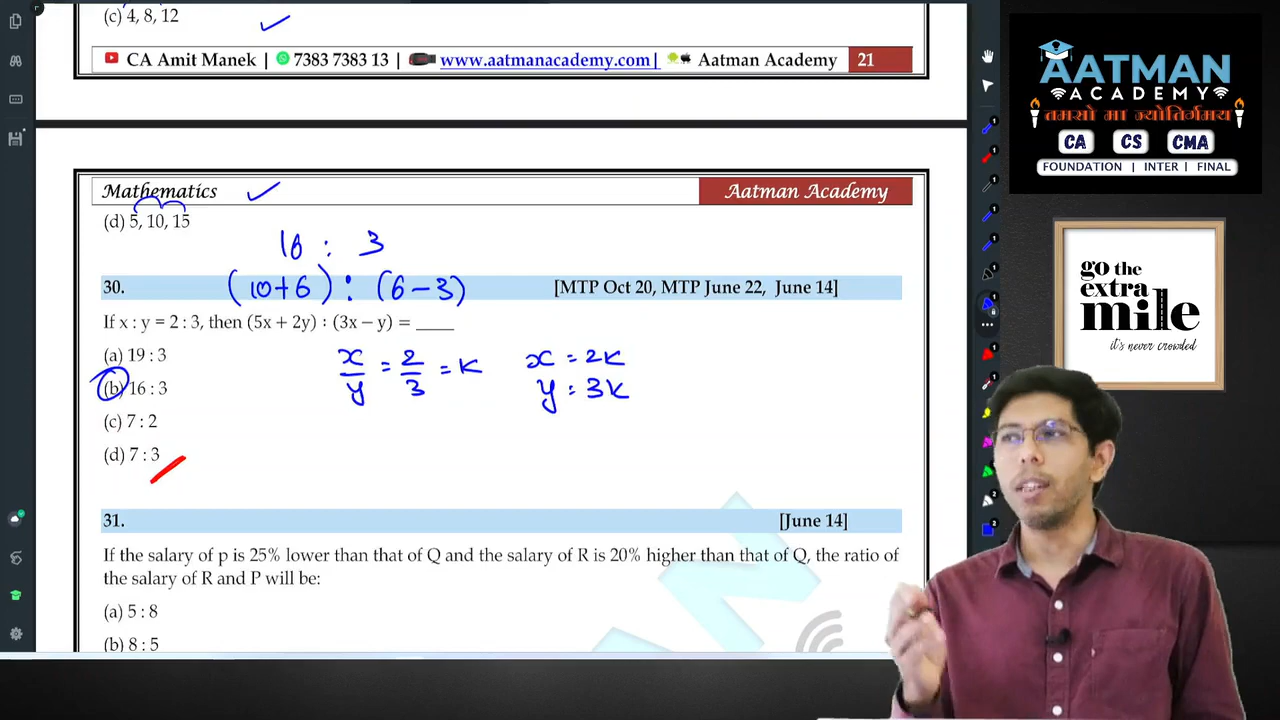 (c) 4, 8, 12
CA Amit Manek | 7383 7383 13 | www.aatmanacademy.com| Aatman Academy 21
Mathematics Aatman Academy
(d) 5, 10, 15
16 : 3
30. (10+6) : (6-3) [MTP Oct 20, MTP June 22, June 14]
If x : y = 2 : 3, then (5x + 2y) : (3x – y) = ____
(a) 19 : 3
x/y = 2/3 = K x = 2K
(b) 16 : 3 y = 3K
(c) 7 : 2
(d) 7 : 3
31. [June 14]
If the salary of p is 25% lower than that of Q and the salary of R is 20% higher than that of Q, the ratio of
the salary of R and P will be:
(a) 5 : 8
(b) 8 : 5
AATMAN
ACADEMY
तमसो मा ज्योतिर्गमय
CA CS CMA
FOUNDATION | INTER | FINAL
go the
extra
mile
it's never crowded.